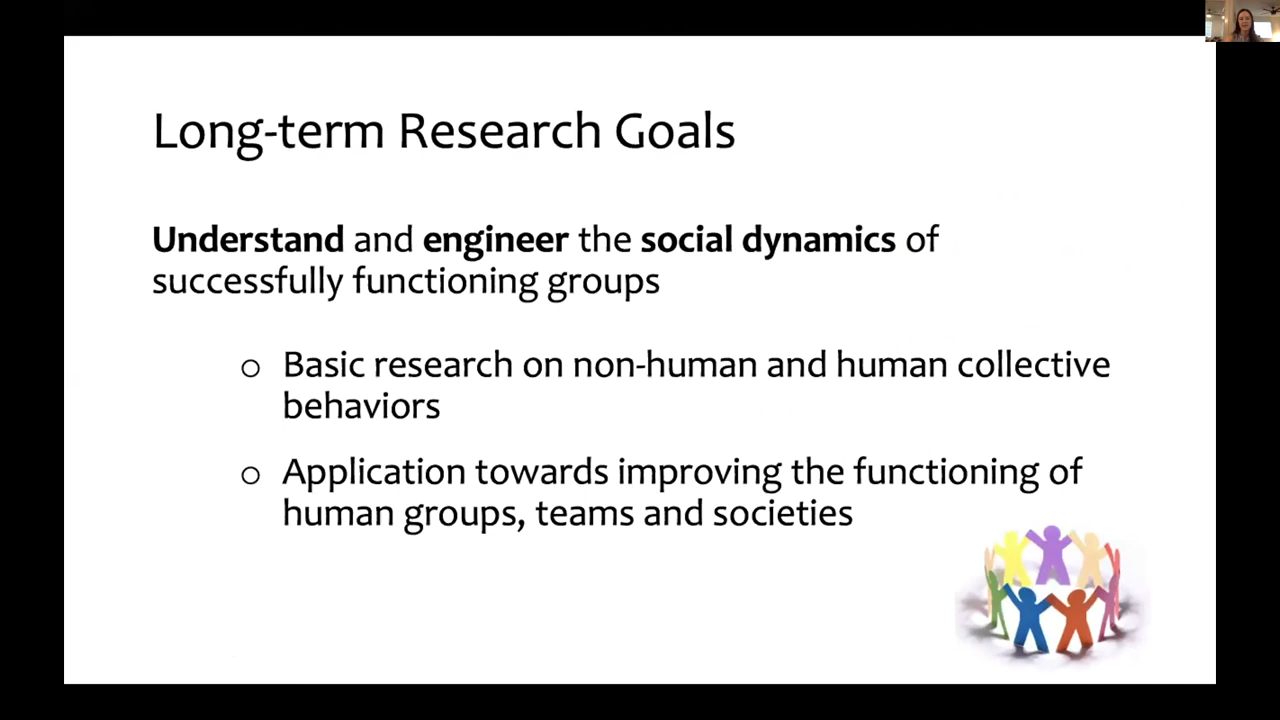 Long-term Research Goals
Understand and engineer the social dynamics of
successfully functioning groups
o Basic research on non-human and human collective
behaviors
o Application towards improving the functioning of
human groups, teams and societies